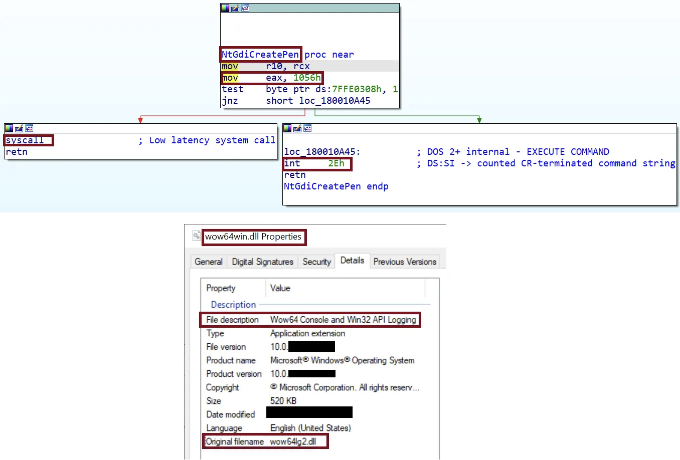 NtGdiCreatePen proc near
mov r10, rcx
mov eax, 1056h
test byte ptr ds:7FFE0308h, 1
jnz short loc_180010A45
syscall ; Low latency system call
retn
loc_180010A45: ; DOS 2+ internal - EXECUTE COMMAND
int 2Eh ; DS:SI -> counted CR-terminated command string
retn
NtGdiCreatePen endp
wow64win.dll Properties
General Digital Signatures Security Details Previous Versions
Property Value
Description
File description Wow64 Console and Win32 API Logging
Type Application extension
File version 10.0.
Product name Microsoft® Windows® Operating System
Product version 10.0.
Copyright © Microsoft Corporation. All rights reserv...
Size 520 KB
Date modified
Language English (United States)
Original filename wow64lg2.dll